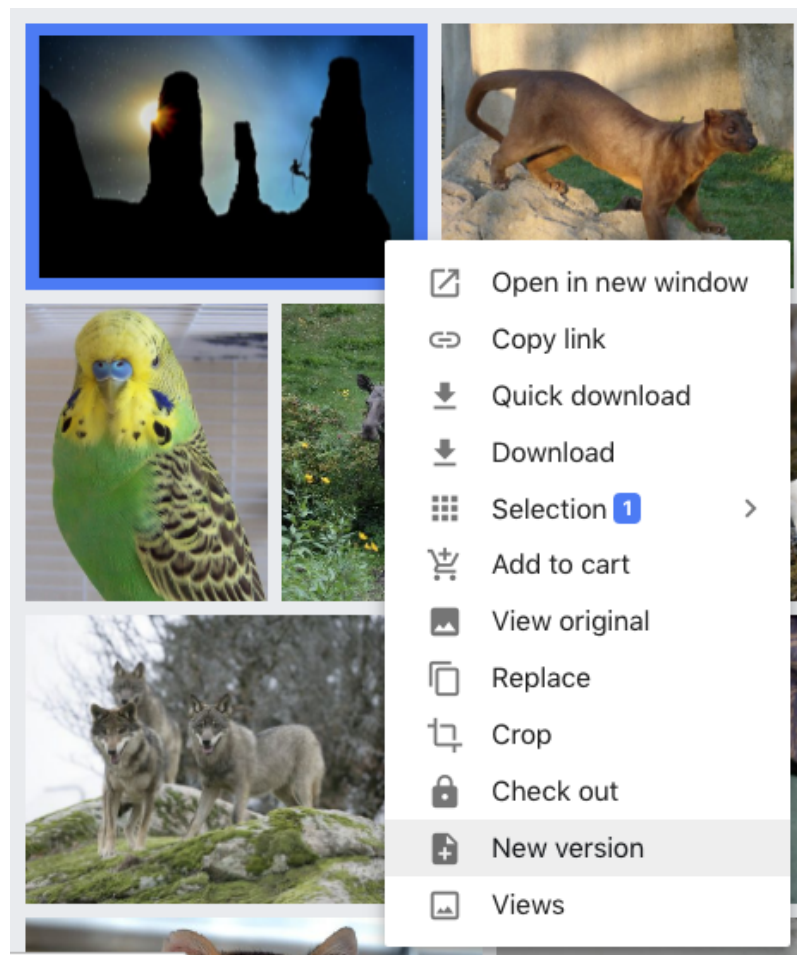 Open in new window
Copy link
Quick download
Download
Selection 1
Add to cart
View original
Replace
Crop
Check out
New version
Views